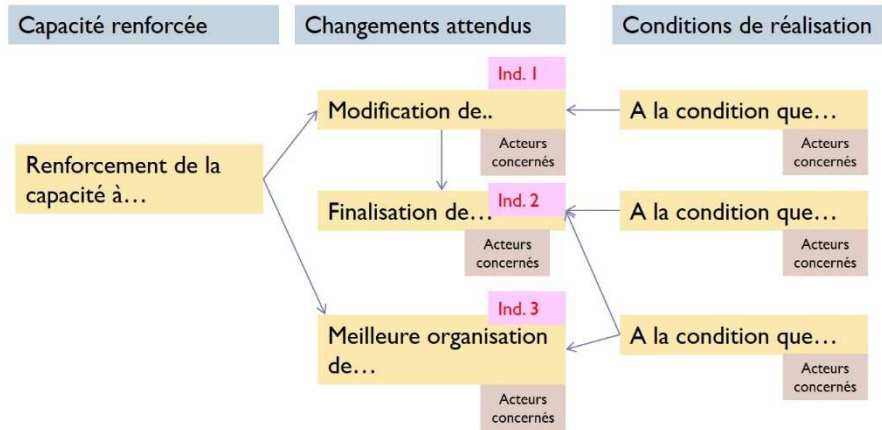 Capacité renforcée
Changements attendus
Conditions de réalisation
Ind. 1
Modification de..
A la condition que…
Acteurs
concernés
Acteurs
concernés
Renforcement de la
capacité à…
Ind. 2
Finalisation de…
A la condition que…
Acteurs
concernés
Acteurs
concernés
Ind. 3
Meilleure organisation
de…
A la condition que…
Acteurs
concernés
Acteurs
concernés